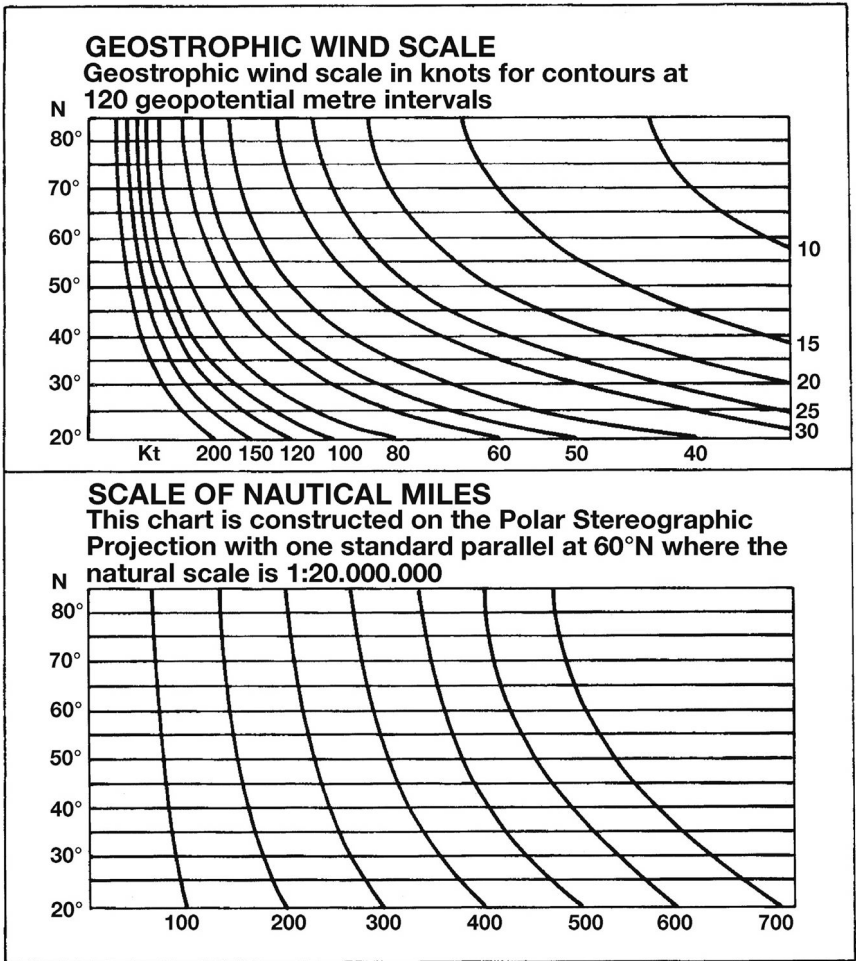 GEOSTROPHIC WIND SCALE
Geostrophic wind scale in knots for contours at
120 geopotential metre intervals
N
80°
70°
60°
10
50°
40°
15
30°
20
25
30
20°
Kt 200 150 120 100 80 60 50 40
SCALE OF NAUTICAL MILES
This chart is constructed on the Polar Stereographic
Projection with one standard parallel at 60°N where the
natural scale is 1:20.000.000
N
80°
70°
60°
50°
40°
30°
20°
100 200 300 400 500 600 700